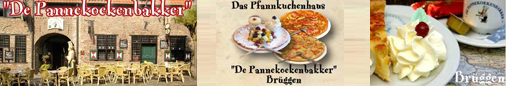 "De Pannekoekenbakker"
Das Pfannkuchenhaus
"De Pannekoekenbakker"
Brüggen
Brüggen